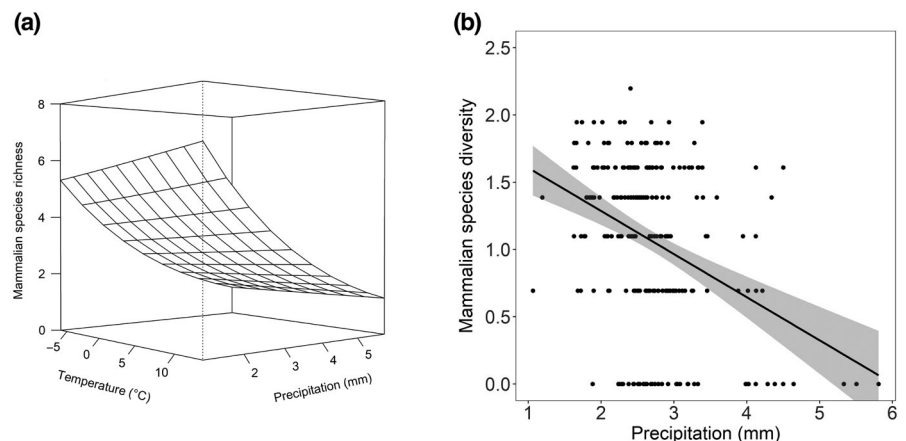 (a)
Mammalian species richness
8
6
4
2
0
−5
0
5
10
Temperature (°C)
2
3
4
5
Precipitation (mm)
(b)
Mammalian species diversity
2.5
2.0
1.5
1.0
0.5
0.0
1 2 3 4 5 6
Precipitation (mm)